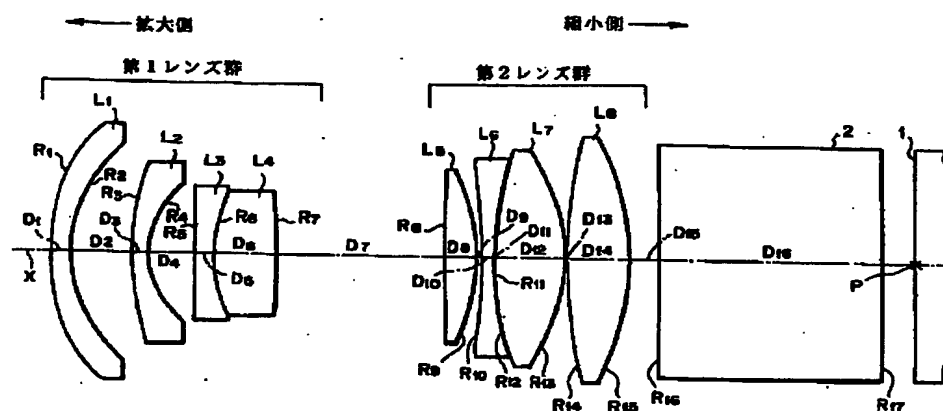 拡大側 縮小側
第1レンズ群 第2レンズ群
L1 L2 L3 L4 L5 L6 L7 L8 2 1
R1 R2 R3 R4 R5 R6 R7 R8
D1 D2 D3 D4 D5 D6 D7 D8 D9 D10 D11 D12 D13 D14 D15 D16
X R11 P
R9 R10 R12 R13 R14 R15 R16 R17